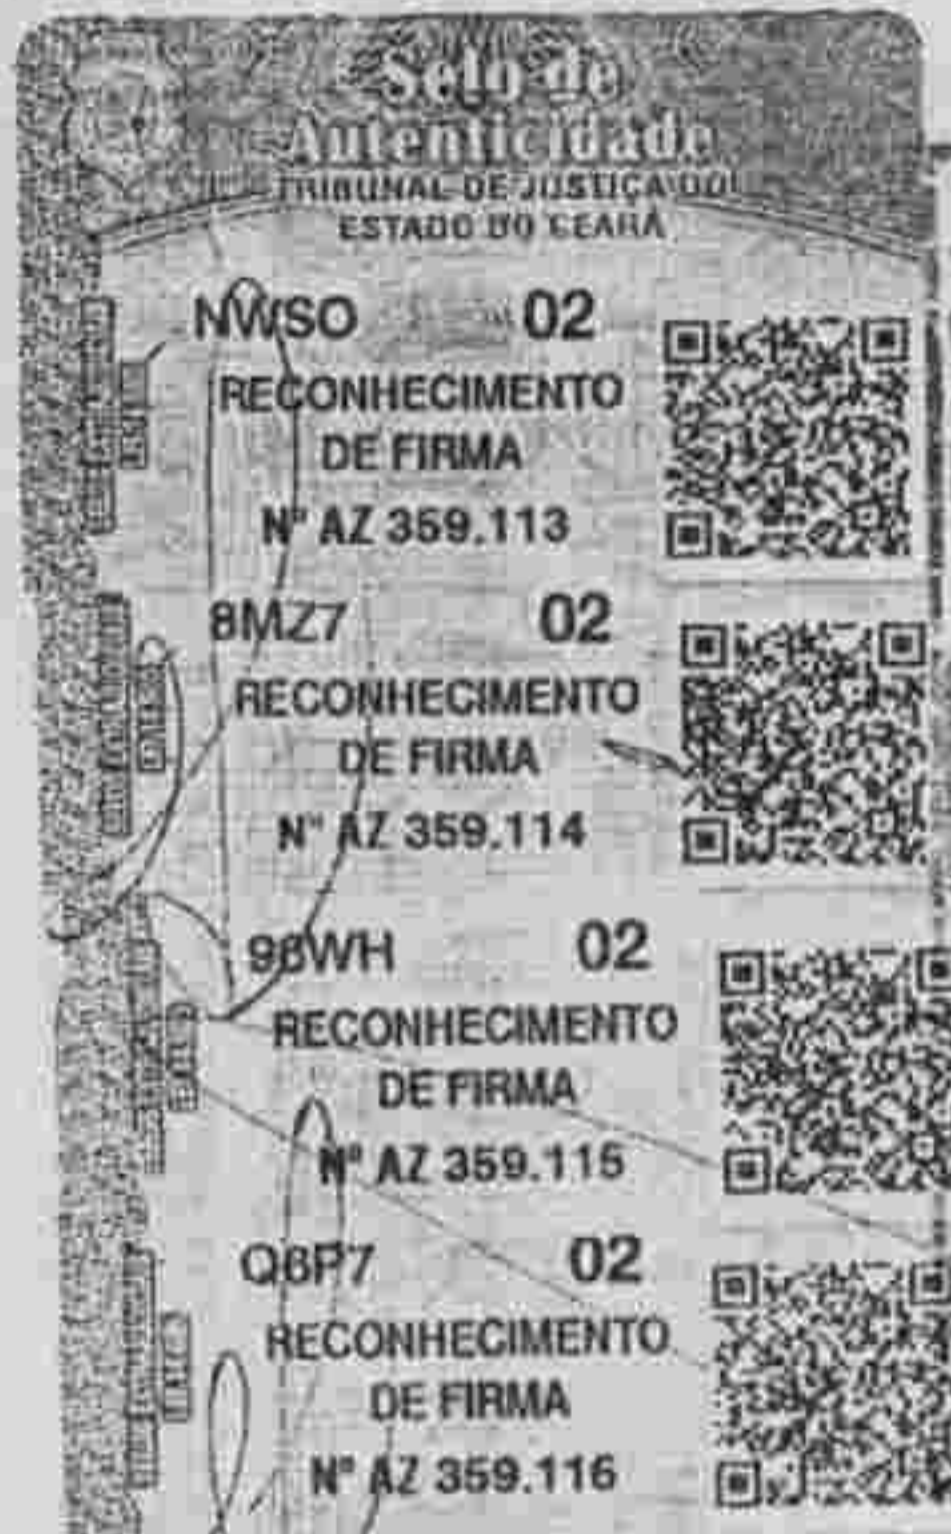 Selo de
Autenticidade
TRIBUNAL DE JUSTIÇA DO
ESTADO DO CEARÁ
NWSO 02
RECONHECIMENTO
DE FIRMA
Nº AZ 359.113
8MZ7 02
RECONHECIMENTO
DE FIRMA
Nº AZ 359.114
02
RECONHECIMENTO
DE FIRMA
Nº AZ 359.115
02
RECONHECIMENTO
DE FIRMA
Nº AZ 359.116